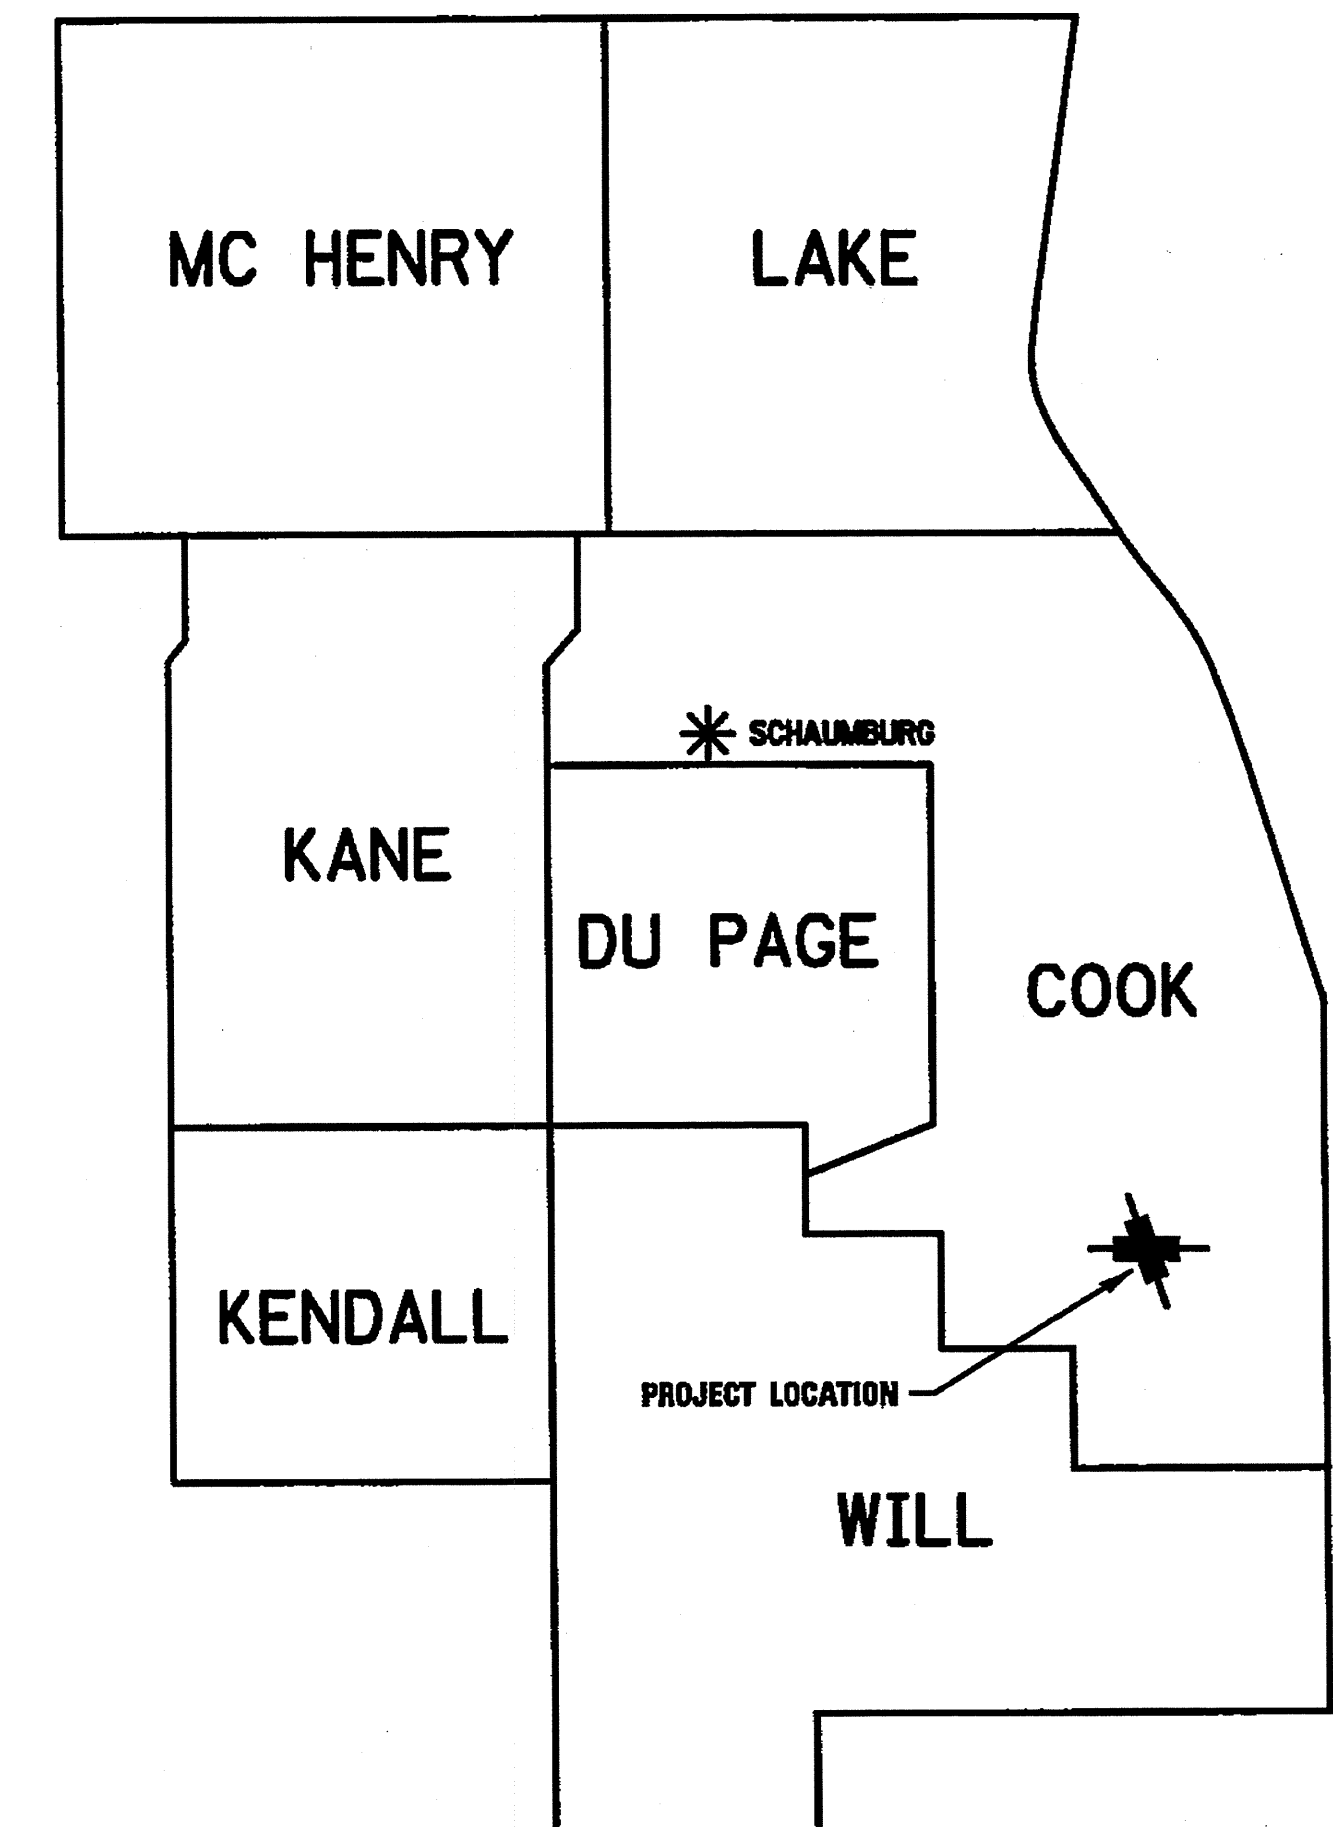 MC HENRY
LAKE
SCHAUMBURG
KANE
DU PAGE
COOK
KENDALL
PROJECT LOCATION
WILL